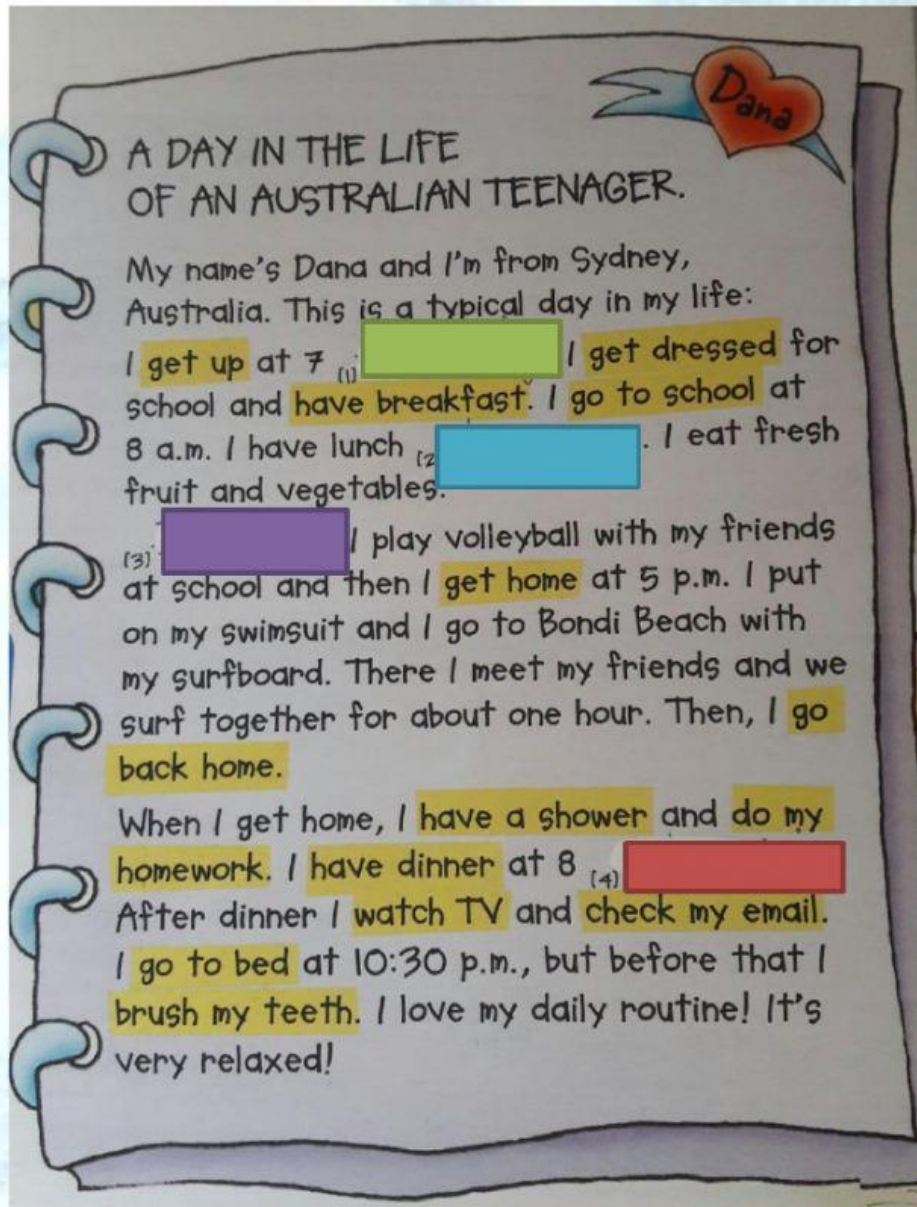 Dana
A DAY IN THE LIFE
OF AN AUSTRALIAN TEENAGER.
My name's Dana and I'm from Sydney,
Australia. This is a typical day in my life:
I get up at 7 (1) I get dressed for
school and have breakfast. I go to school at
8 a.m. I have lunch (2 . I eat fresh
fruit and vegetables.
(3) I play volleyball with my friends
at school and then I get home at 5 p.m. I put
on my swimsuit and I go to Bondi Beach with
my surfboard. There I meet my friends and we
surf together for about one hour. Then, I go
back home.
When I get home, I have a shower and do my
homework. I have dinner at 8 (4)
After dinner I watch TV and check my email.
I go to bed at 10:30 p.m., but before that I
brush my teeth. I love my daily routine! It's
very relaxed!